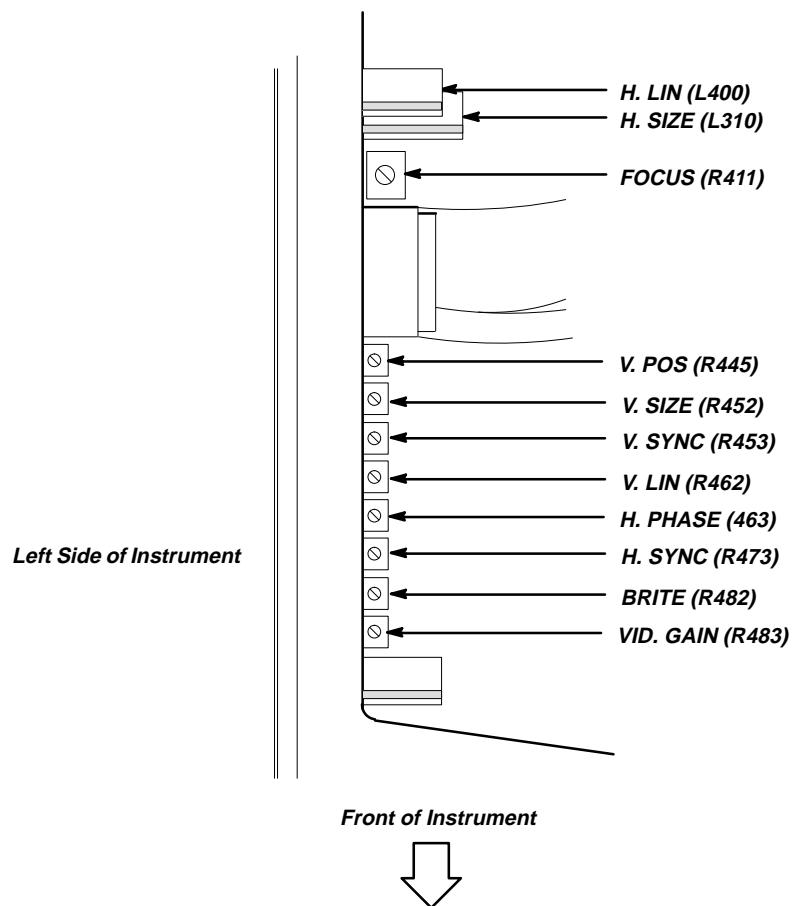 H. LIN (L400)
H. SIZE (L310)
FOCUS (R411)
V. POS (R445)
V. SIZE (R452)
V. SYNC (R453)
V. LIN (R462)
H. PHASE (463)
Left Side of Instrument
H. SYNC (R473)
BRITE (R482)
VID. GAIN (R483)
Front of Instrument